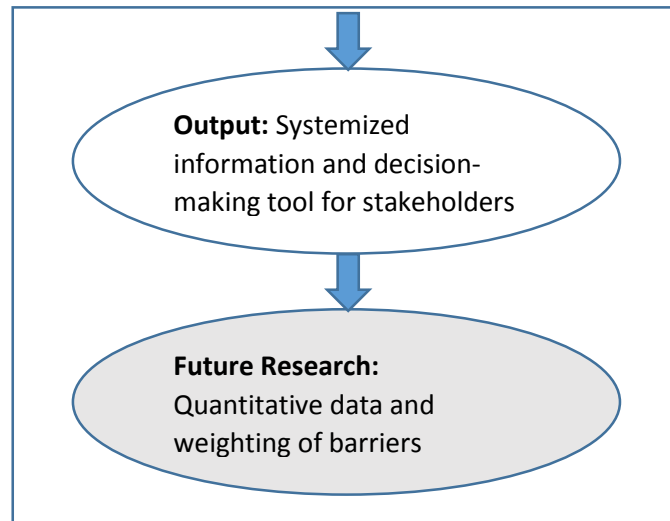 Output: Systemized
information and decision-
making tool for stakeholders
Future Research:
Quantitative data and
weighting of barriers